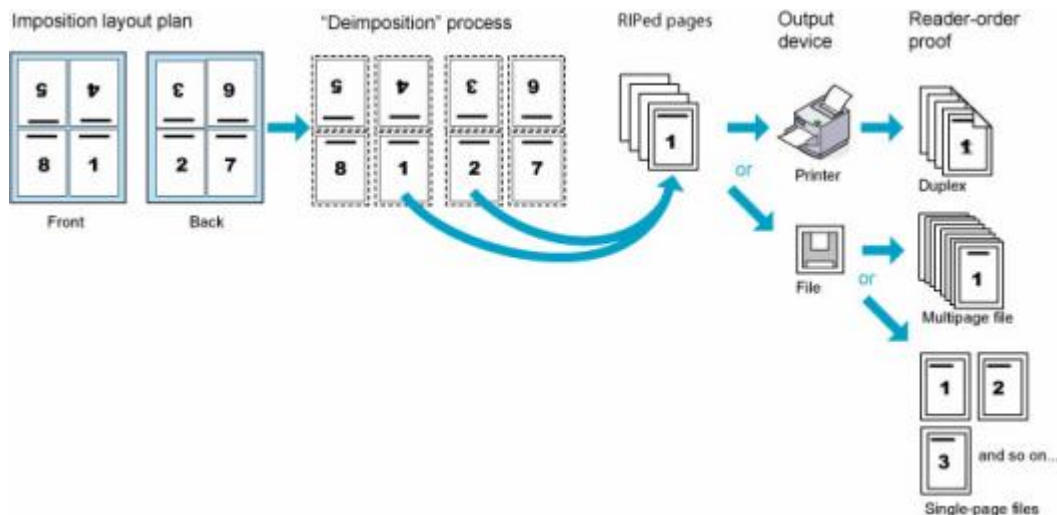 Imposition layout plan
"Deimposition" process
RIPed pages
Output
device
Reader-order
proof
5 4
8 1
Front
3 6
2 7
Back
5 4 3 6
8 1 2 7
1
or
Printer
File
or
1
Duplex
1
Multipage file
1 2
3 and so on...
Single-page files